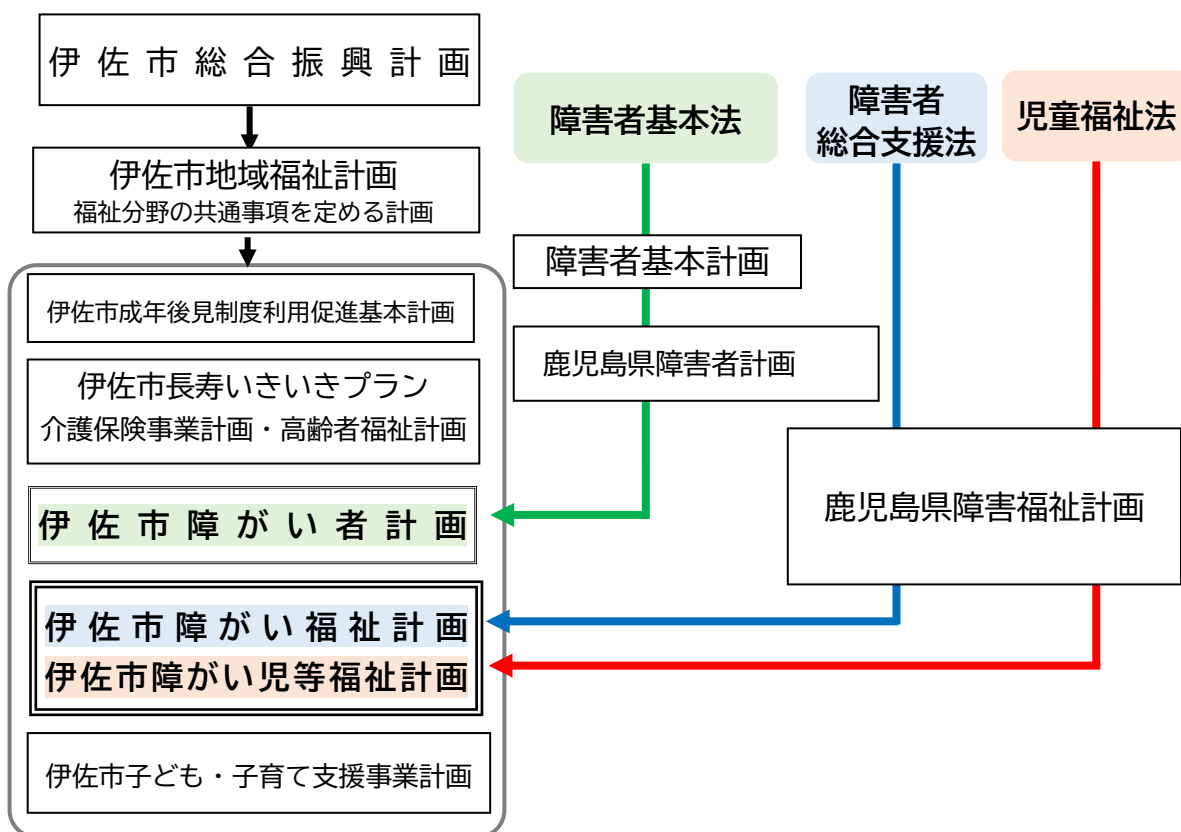 伊佐市総合振興計画
伊佐市地域福祉計画
福祉分野の共通事項を定める計画
伊佐市成年後見制度利用促進基本計画
伊佐市長寿いきいきプラン
介護保険事業計画・高齢者福祉計画
伊佐市障がい者計画
伊佐市障がい福祉計画
伊佐市障がい児等福祉計画
伊佐市子ども・子育て支援事業計画
障害者基本法
障害者基本計画
鹿児島県障害者計画
障害者
総合支援法
児童福祉法
鹿児島県障害福祉計画